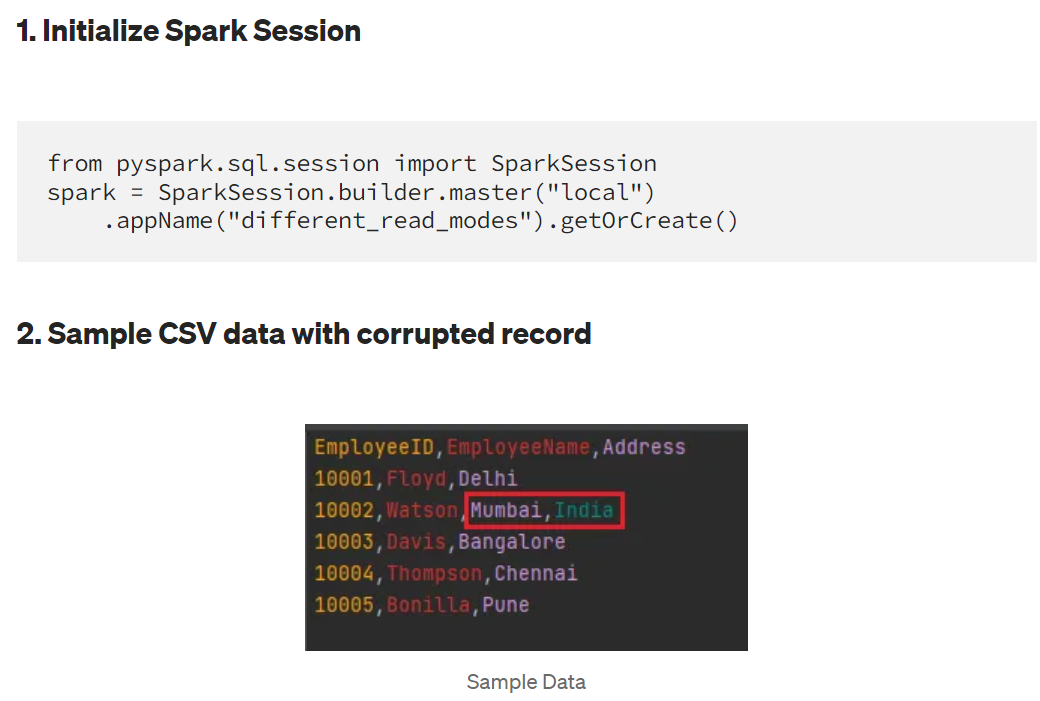 1. Initialize Spark Session
from pyspark.sql.session import SparkSession
spark = SparkSession.builder.master("local")
.appName("different_read_modes").getOrCreate()
2. Sample CSV data with corrupted record
EmployeeID,EmployeeName,Address
10001,Floyd,Delhi
10002,Watson,Mumbai,India
10003,Davis,Bangalore
10004,Thompson,Chennai
10005,Bonilla,Pune
Sample Data